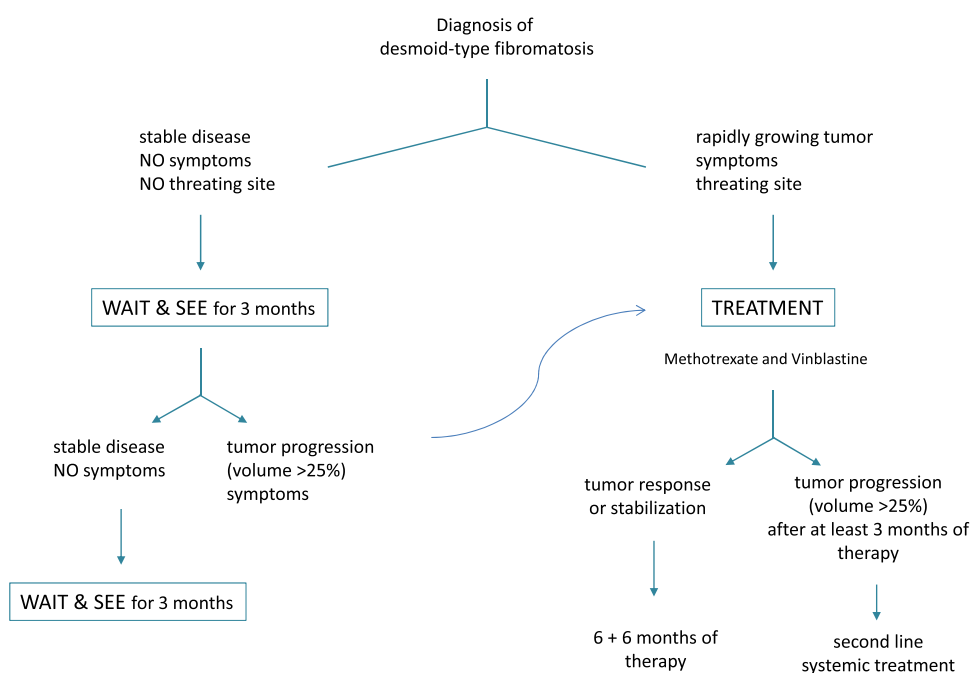 Diagnosis of
desmoid-type fibromatosis
stable disease
NO symptoms
NO threating site
rapidly growing tumor
symptoms
threating site
WAIT & SEE for 3 months
TREATMENT
Methotrexate and Vinblastine
stable disease
NO symptoms
tumor progression
(volume >25%)
symptoms
tumor response
or stabilization
tumor progression
(volume >25%)
after at least 3 months of
therapy
WAIT & SEE for 3 months
6 + 6 months of
therapy
second line
systemic treatment